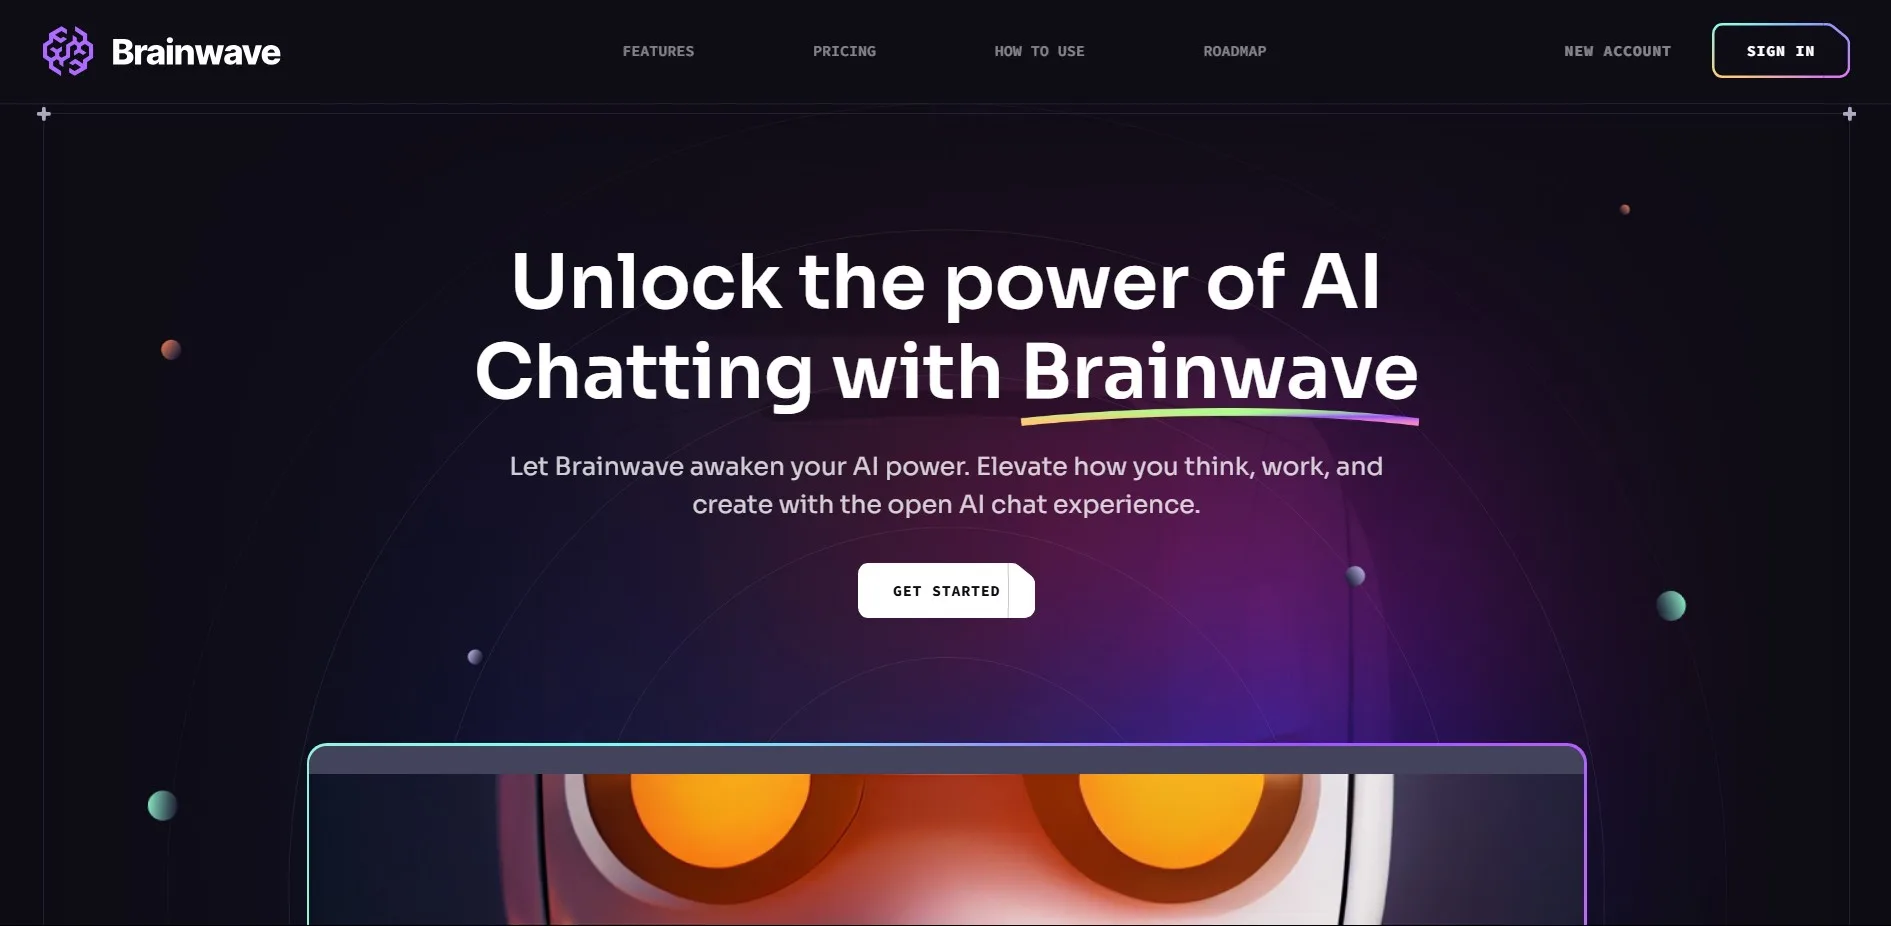 Brainwave
FEATURES
PRICING
HOW TO USE
ROADMAP
NEW ACCOUNT
SIGN IN
Unlock the power of AI
Chatting with Brainwave
Let Brainwave awaken your AI power. Elevate how you think, work, and
create with the open AI chat experience.
GET STARTED